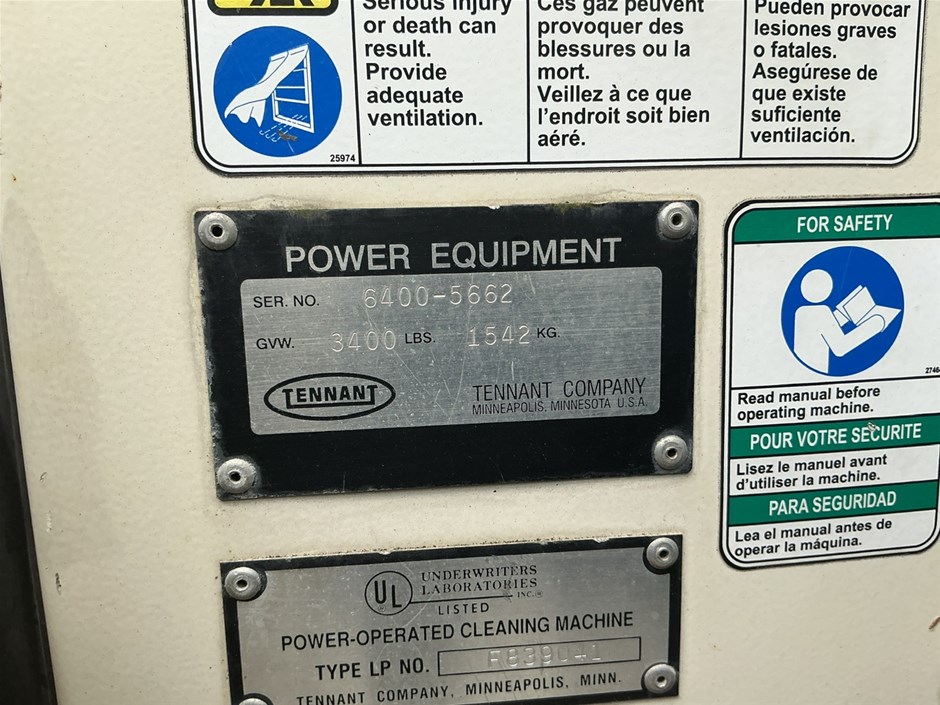 Serious injury
or death can
result.
Provide
adequate
ventilation.
25974
Ces gaz peuvent
provoquer des
blessures ou la
mort.
Veillez à ce que
l'endroit soit bien
aéré.
Pueden provocar
lesiones graves
o fatales.
Asegúrese de
que existe
suficiente
ventilación.
POWER EQUIPMENT
SER. NO. 6400-5662
GVW. 3400 LBS. 1542 KG.
TENNANT
TENNANT COMPANY
MINNEAPOLIS, MINNESOTA U.S.A.
FOR SAFETY
Read manual before
operating machine.
POUR VOTRE SÉCURITE
Lisez le manuel avant
d'utiliser la machine.
PARA SEGURIDAD
Lea el manual antes de
operar la máquina.
UL
UNDERWRITERS
LABORATORIES
INC.®
LISTED
POWER-OPERATED CLEANING MACHINE
TYPE LP NO. R839041
TENNANT COMPANY, MINNEAPOLIS, MINN.